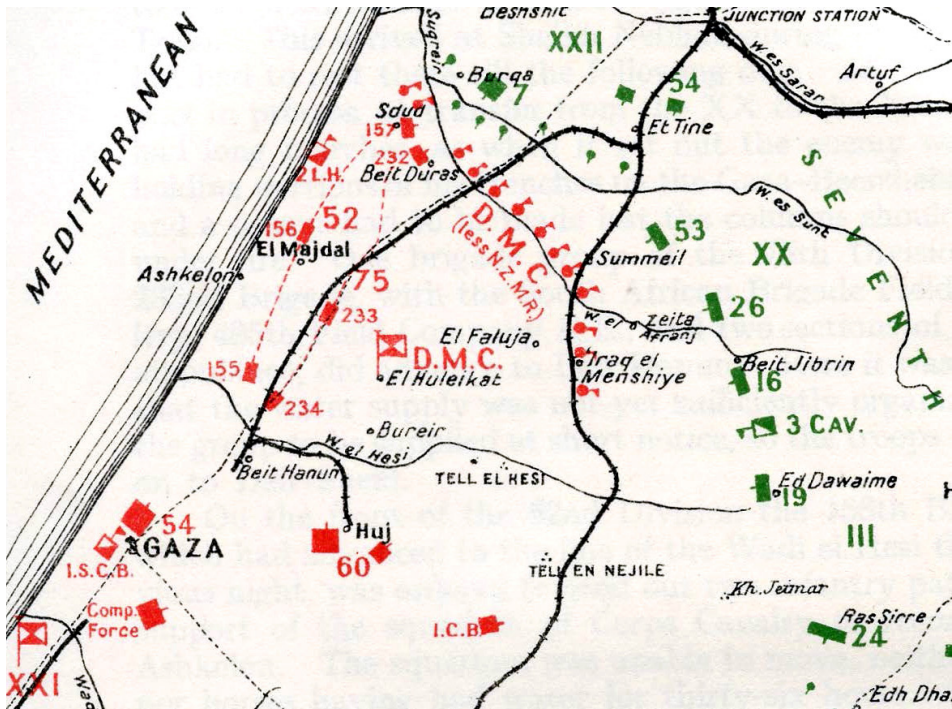 Beshshit
JUNCTION STATION
MEDITERRANEAN
Suqreir
XXII
W. es Sarar
Artuf
Burqa
7
54
Sdud
157
Et Tine
232
Beit Duras
2 L.H.
SEVENTH
W. es Sunt
52
156
El Majdal
D.M.C.
(less N.Z.M.R)
53
XX
Summeil
Ashkelon
75
233
26
W. el Afranj
Zeita
El Faluja
D.M.C.
Iraq el
Menshiye
Beit Jibrin
155
El Huleikat
16
234
3 CAV.
Bureir
W. el Hesi
Beit Hanun
TELL EL HESI
Ed Dawaime
19
54
GAZA
Huj
III
I.S.C.B.
60
TELL EN NEJILE
Kh. Jemar
Comp.
Force
I.C.B.
Ras Sirre
24
XXI
Wa
Edh Dha